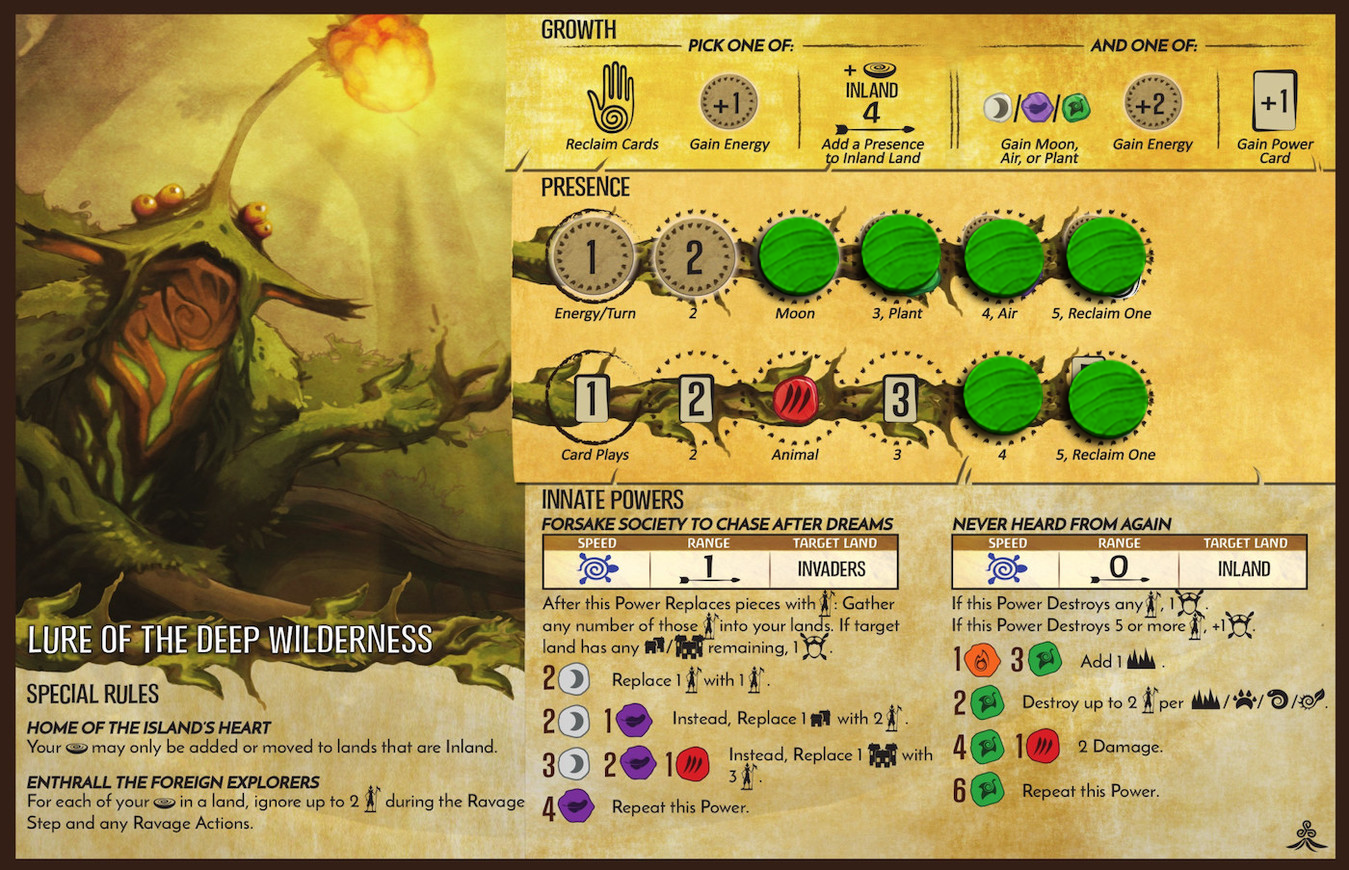 GROWTH
PICK ONE OF:
AND ONE OF:
+
INLAND
4
+1
+2
+1
Reclaim Cards
Gain Energy
Add a Presence
to Inland Land
Gain Moon,
Air, or Plant
Gain Energy
Gain Power
Card
/ /
PRESENCE
1 2
Energy/Turn 2 Moon 3, Plant 4, Air 5, Reclaim One
1 2 3
Card Plays 2 Animal 3 4 5, Reclaim One
LURE OF THE DEEP WILDERNESS
SPECIAL RULES
HOME OF THE ISLAND'S HEART
Your may only be added or moved to lands that are Inland.
ENTHRALL THE FOREIGN EXPLORERS
For each of your in a land, ignore up to 2 during the Ravage
Step and any Ravage Actions.
INNATE POWERS
FORSAKE SOCIETY TO CHASE AFTER DREAMS
SPEED RANGE TARGET LAND
1 INVADERS
After this Power Replaces pieces with : Gather
any number of those into your lands. If target
land has any / remaining, 1 .
2 Replace 1 with 1 .
2 1 Instead, Replace 1 with 2 .
3 2 1 Instead, Replace 1 with
3 .
4 Repeat this Power.
NEVER HEARD FROM AGAIN
SPEED RANGE TARGET LAND
0 INLAND
If this Power Destroys any , 1 .
If this Power Destroys 5 or more , +1 .
1 3 Add 1 .
2 Destroy up to 2 per / / / .
4 1 2 Damage.
6 Repeat this Power.